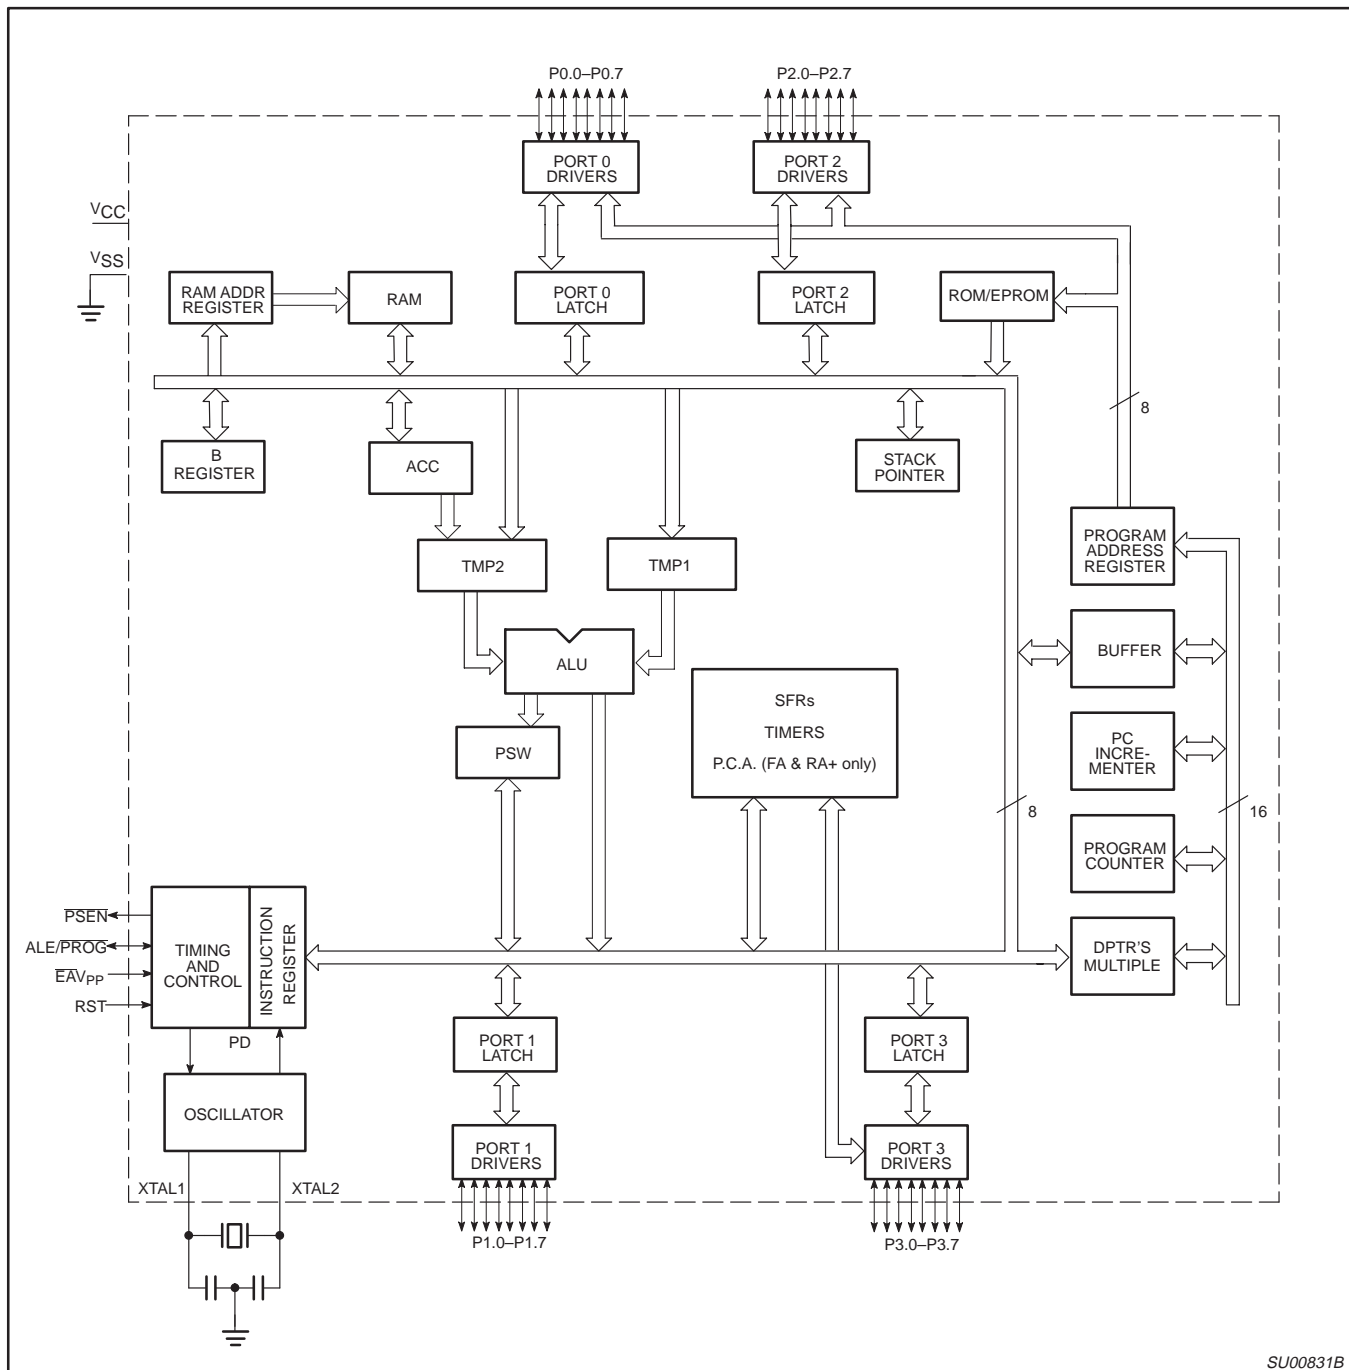 P0.0–P0.7
P2.0–P2.7
PORT 0
DRIVERS
PORT 2
DRIVERS
VCC
VSS
RAM ADDR
REGISTER
RAM
PORT 0
LATCH
PORT 2
LATCH
ROM/EPROM
8
B
REGISTER
ACC
STACK
POINTER
TMP2
TMP1
PROGRAM
ADDRESS
REGISTER
ALU
BUFFER
SFRs
TIMERS
P.C.A. (FA & RA+ only)
PSW
PC
INCRE-
MENTER
8
16
PROGRAM
COUNTER
PSEN
ALE/PROG
EAVPP
RST
TIMING
AND
CONTROL
INSTRUCTION
REGISTER
DPTR'S
MULTIPLE
PD
PORT 1
LATCH
PORT 3
LATCH
OSCILLATOR
PORT 1
DRIVERS
PORT 3
DRIVERS
XTAL1
XTAL2
P1.0–P1.7
P3.0–P3.7
SU00831B